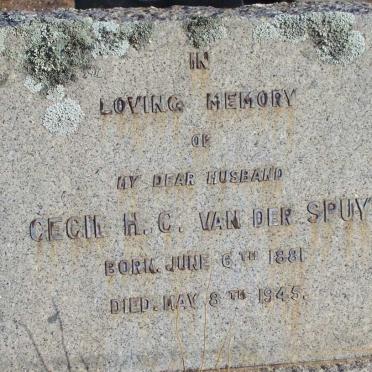 IN
LOVING MEMORY
OF
MY DEAR HUSBAND
CECIL H. C. VAN DER SPUY
BORN. JUNE 6TH 1881
DIED. MAY 8TH 1945.